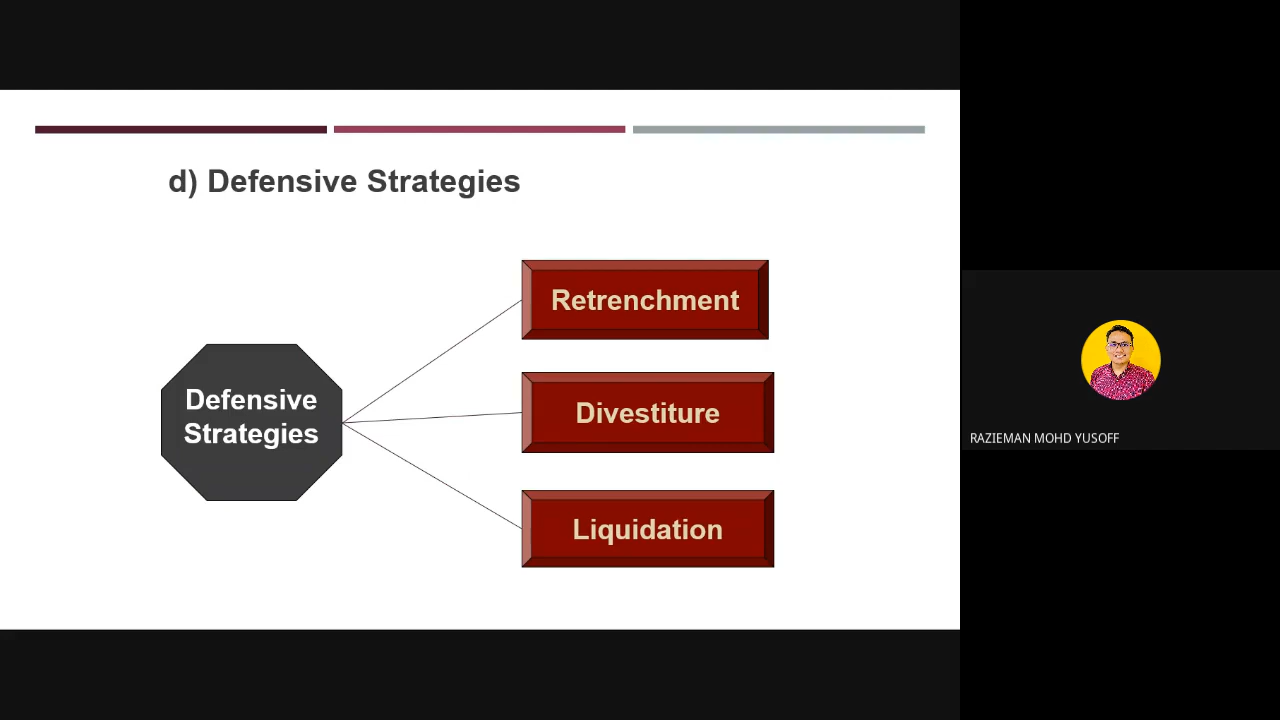 d) Defensive Strategies
Defensive
Strategies
Retrenchment
Divestiture
Liquidation
RAZIEMAN MOHD YUSOFF